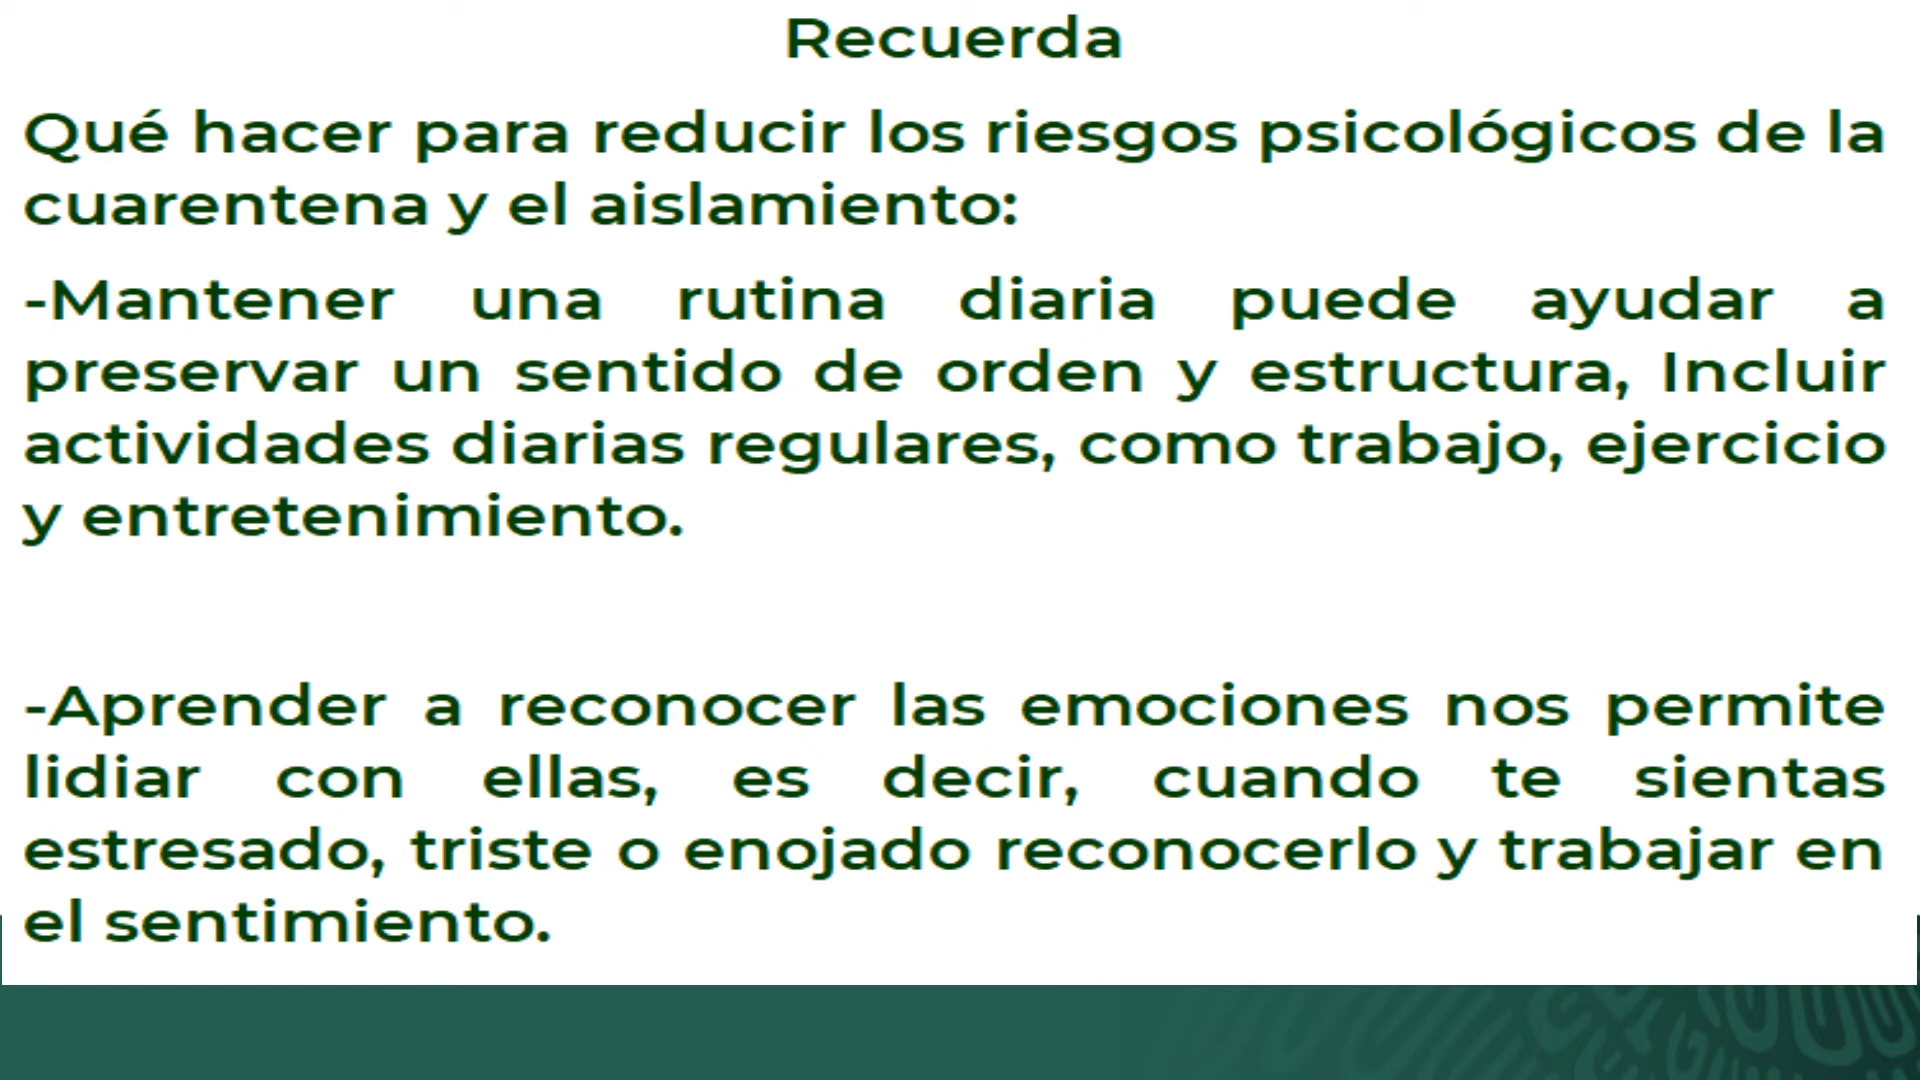 Recuerda
Qué hacer para reducir los riesgos psicológicos de la
cuarentena y el aislamiento:
-Mantener una rutina diaria puede ayudar a
preservar un sentido de orden y estructura, Incluir
actividades diarias regulares, como trabajo, ejercicio
y entretenimiento.
-Aprender a reconocer las emociones nos permite
lidiar con ellas, es decir, cuando te sientas
estresado, triste o enojado reconocerlo y trabajar en
el sentimiento.